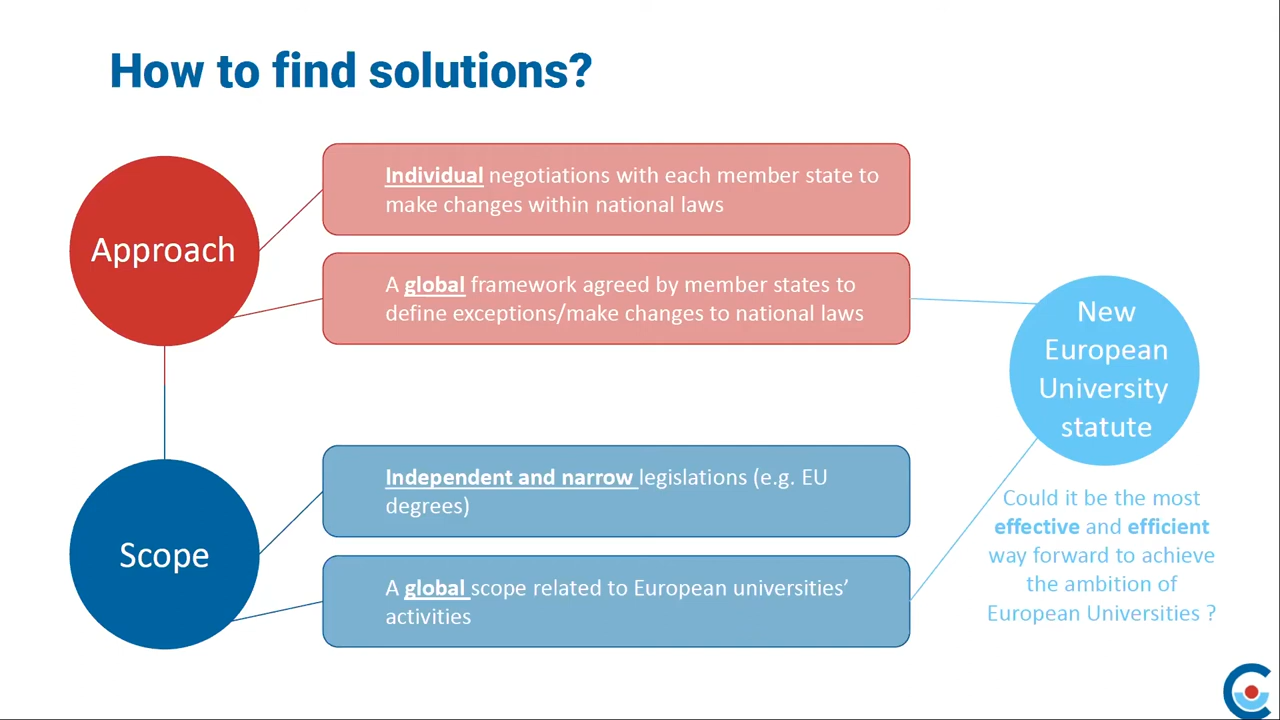 How to find solutions?
Approach
Individual negotiations with each member state to
make changes within national laws
A global framework agreed by member states to
define exceptions/make changes to national laws
Scope
Independent and narrow legislations (e.g. EU
degrees)
A global scope related to European universities’
activities
New
European
University
statute
Could it be the most
effective and efficient
way forward to achieve
the ambition of
European Universities ?